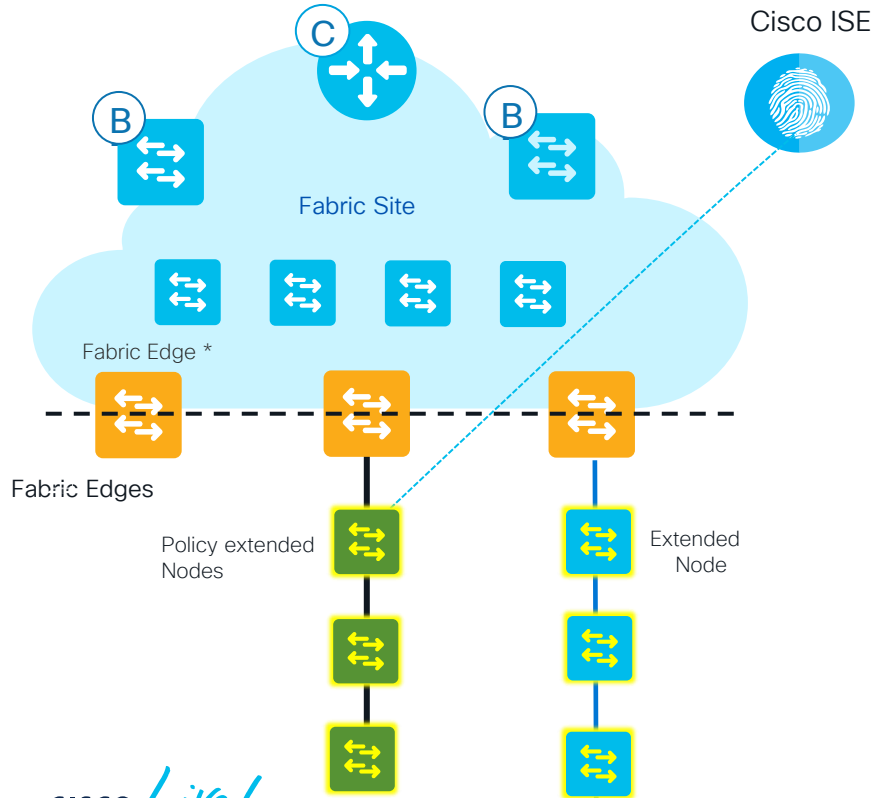 Cisco ISE
C
B
B
Fabric Site
Fabric Edge *
Fabric Edges
Policy extended
Nodes
Extended
Node